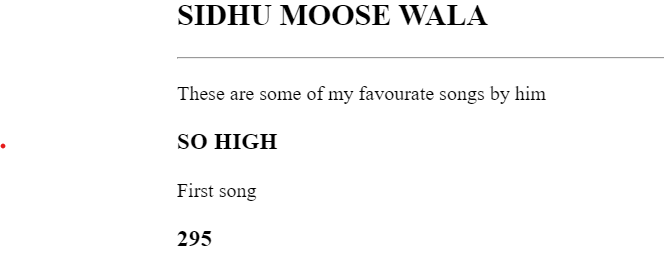 SIDHU MOOSE WALA
These are some of my favourate songs by him
SO HIGH
First song
295